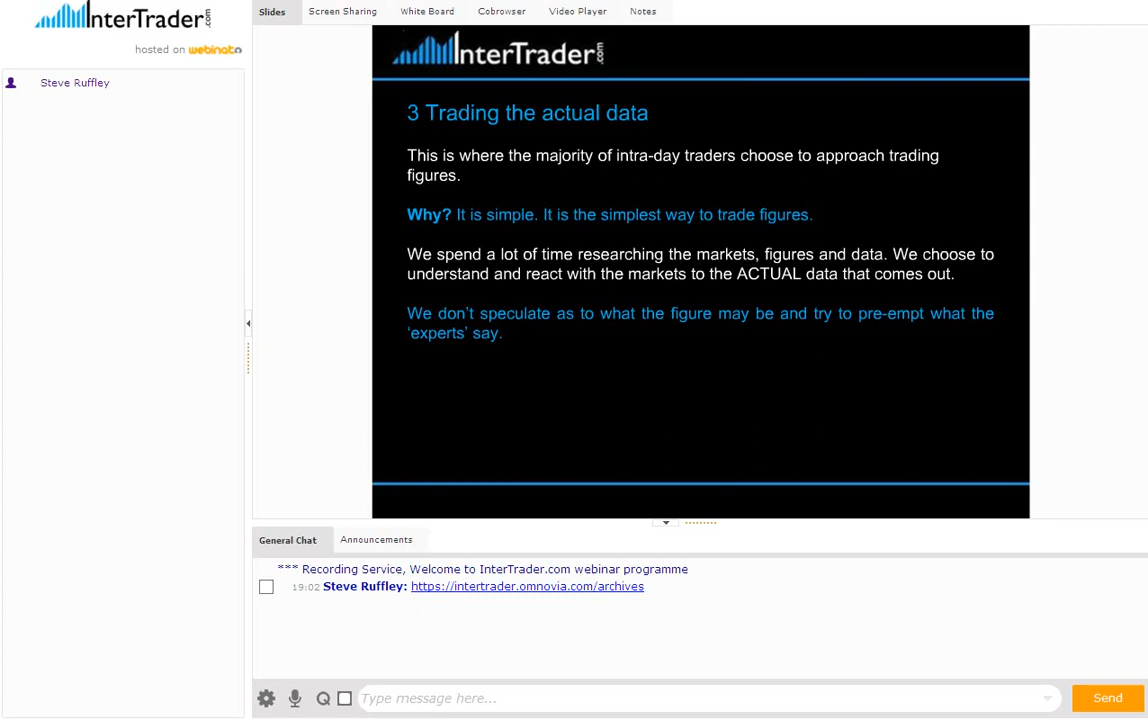 InterTrader.com
hosted on webinato
Steve Ruffley
Slides Screen Sharing White Board Cobrowser Video Player Notes
InterTrader.com
3 Trading the actual data
This is where the majority of intra-day traders choose to approach trading
figures.
Why? It is simple. It is the simplest way to trade figures.
We spend a lot of time researching the markets, figures and data. We choose to
understand and react with the markets to the ACTUAL data that comes out.
We don't speculate as to what the figure may be and try to pre-empt what the
‘experts’ say.
General Chat Announcements
*** Recording Service, Welcome to InterTrader.com webinar programme
19:02 Steve Ruffley: https://intertrader.omnovia.com/archives
Q Type message here... Send